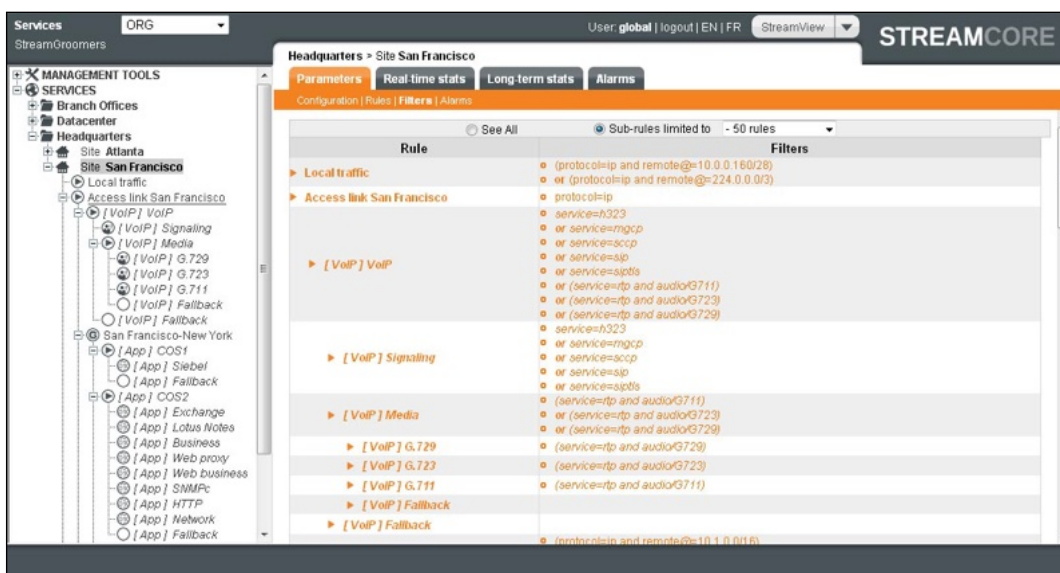 Services
ORG
User: global | logout | EN | FR
StreamView
STREAMCORE
StreamGroomers
Headquarters > Site San Francisco
Parameters
Real-time stats
Long-term stats
Alarms
Configuration | Rules | Filters | Alarms
MANAGEMENT TOOLS
SERVICES
Branch Offices
Datacenter
Headquarters
Site Atlanta
Site San Francisco
Local traffic
Access link San Francisco
[VoIP] VoIP
[VoIP] Signaling
[VoIP] Media
[VoIP] G.729
[VoIP] G.723
[VoIP] G.711
[VoIP] Fallback
[VoIP] Fallback
San Francisco-New York
[App] COS1
[App] Siebel
[App] Fallback
[App] COS2
[App] Exchange
[App] Lotus Notes
[App] Business
[App] Web proxy
[App] Web business
[App] SNMPc
[App] HTTP
[App] Network
[App] Fallback
See All
Sub-rules limited to - 50 rules
Rule
Filters
Local traffic
(protocol=ip and remote@=10.0.0.160/28)
or (protocol=ip and remote@=224.0.0.0/3)
Access link San Francisco
protocol=ip
[VoIP] VoIP
service=h323
or service=mgcp
or service=sccp
or service=sip
or service=siptls
or (service=rtp and audio/G711)
or (service=rtp and audio/G723)
or (service=rtp and audio/G729)
[VoIP] Signaling
service=h323
or service=mgcp
or service=sccp
or service=sip
or service=siptls
[VoIP] Media
(service=rtp and audio/G711)
or (service=rtp and audio/G723)
or (service=rtp and audio/G729)
[VoIP] G.729
(service=rtp and audio/G729)
[VoIP] G.723
(service=rtp and audio/G723)
[VoIP] G.711
(service=rtp and audio/G711)
[VoIP] Fallback
[VoIP] Fallback
(protocol=ip and remote@=10.1.0.0/16)